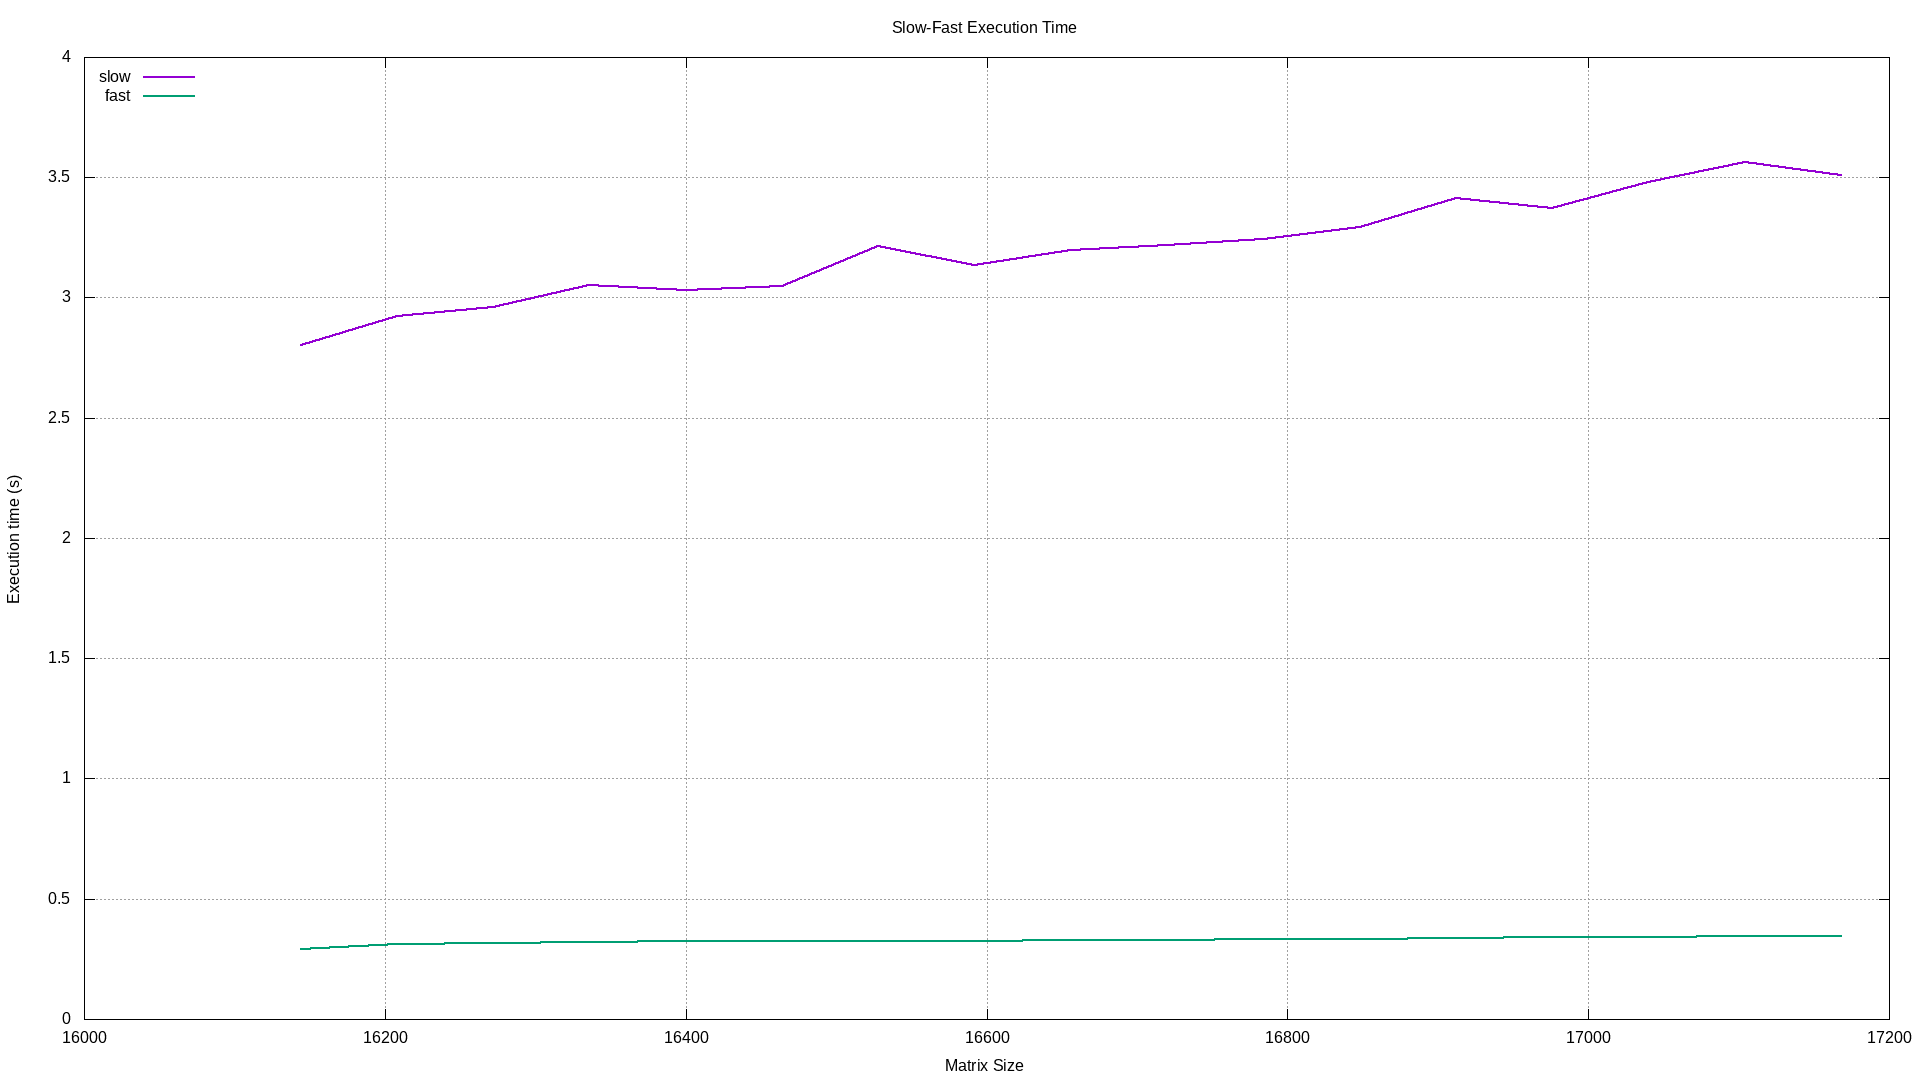 Slow-Fast Execution Time
slow
fast
4
3.5
3
2.5
2
1.5
1
0.5
0
Execution time (s)
16000 16200 16400 16600 16800 17000 17200
Matrix Size